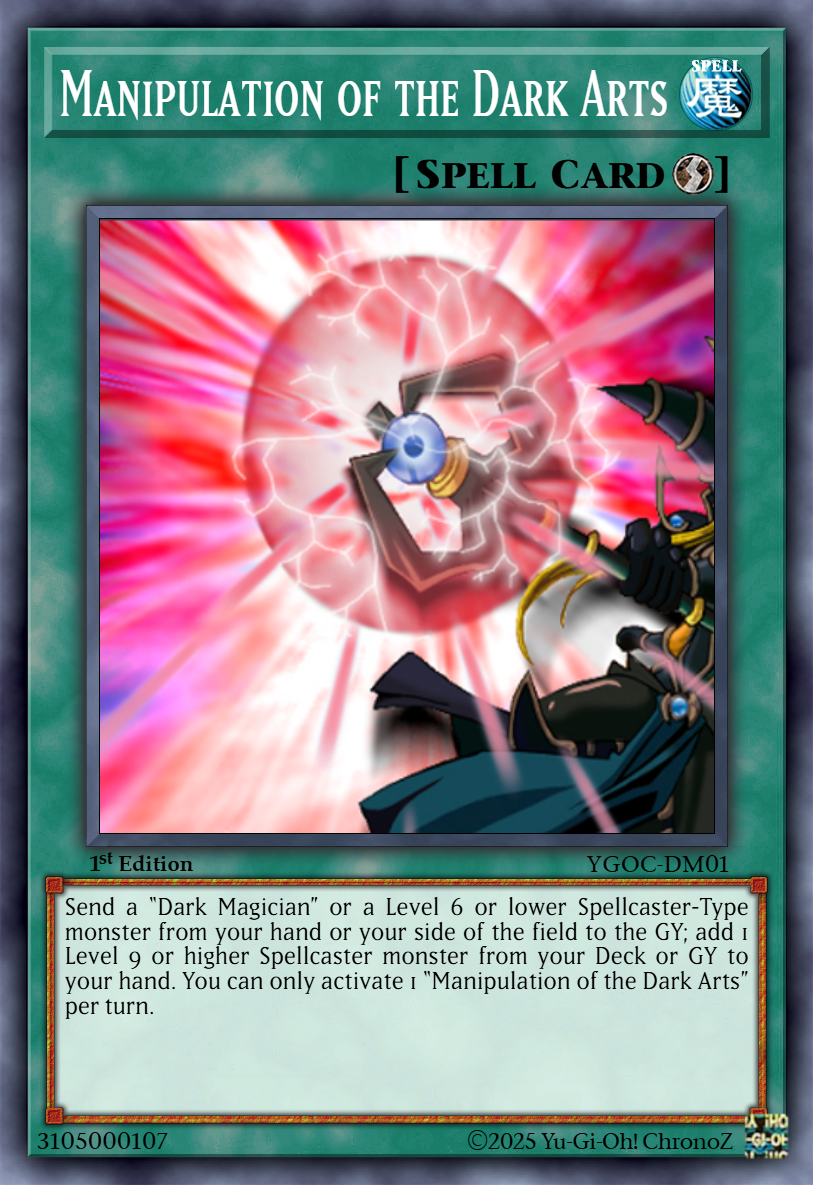 MANIPULATION OF THE DARK ARTS
SPELL
魔
[SPELL CARD]
1st Edition
YGOC-DM01
Send a "Dark Magician" or a Level 6 or lower Spellcaster-Type
monster from your hand or your side of the field to the GY; add 1
Level 9 or higher Spellcaster monster from your Deck or GY to
your hand. You can only activate 1 "Manipulation of the Dark Arts"
per turn.
3105000107
©2025 Yu-Gi-Oh! ChronoZ